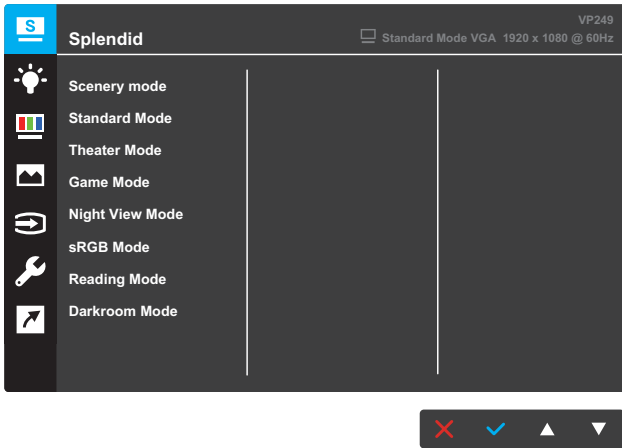 S
VP249
Splendid
Standard Mode VGA 1920 x 1080 @ 60Hz
Scenery mode
Standard Mode
Theater Mode
Game Mode
Night View Mode
sRGB Mode
Reading Mode
Darkroom Mode